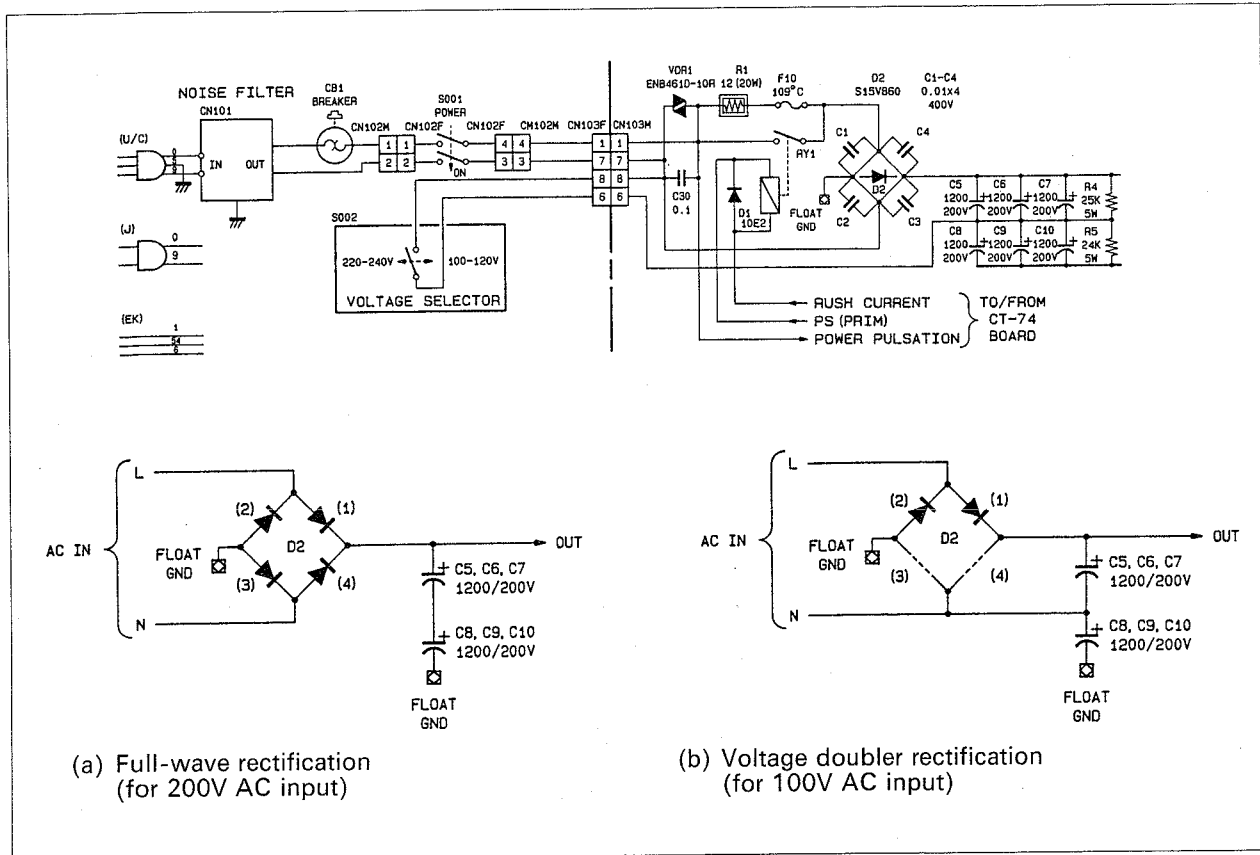 NOISE FILTER
CN101
CB1
BREAKER
S001
POWER
VDR1
ENB461D-10A
R1
12 (20W)
F10
109°C
D2
S15VB60
C1-C4
0.01x4
400V
(U/C)
0
9
IN
OUT
CN102M
CN102F
CN102F
CM102M
CN103F
CN103M
1 1
2 2
4 4
3 3
1 1
7 7
8 8
6 6
ON
RY1
C1
C4
C2
C3
D2
C30
0.1
D1
10E2
FLOAT
GND
C5
1200
200V
C6
1200
200V
C7
1200
200V
R4
25K
5W
C8
1200
200V
C9
1200
200V
C10
1200
200V
R5
24K
5W
S002
220-240V
100-120V
VOLTAGE SELECTOR
(J)
0
9
(EK)
1
54
6
RUSH CURRENT
PS (PRIM)
POWER PULSATION
TO/FROM
CT-74
BOARD
AC IN
L
N
(2)
(1)
D2
(3)
(4)
FLOAT
GND
OUT
+ C5, C6, C7
1200/200V
+ C8, C9, C10
1200/200V
FLOAT
GND
(a) Full-wave rectification
(for 200V AC input)
AC IN
L
N
(2)
(1)
D2
(3)
(4)
FLOAT
GND
OUT
+ C5, C6, C7
1200/200V
+ C8, C9, C10
1200/200V
FLOAT
GND
(b) Voltage doubler rectification
(for 100V AC input)